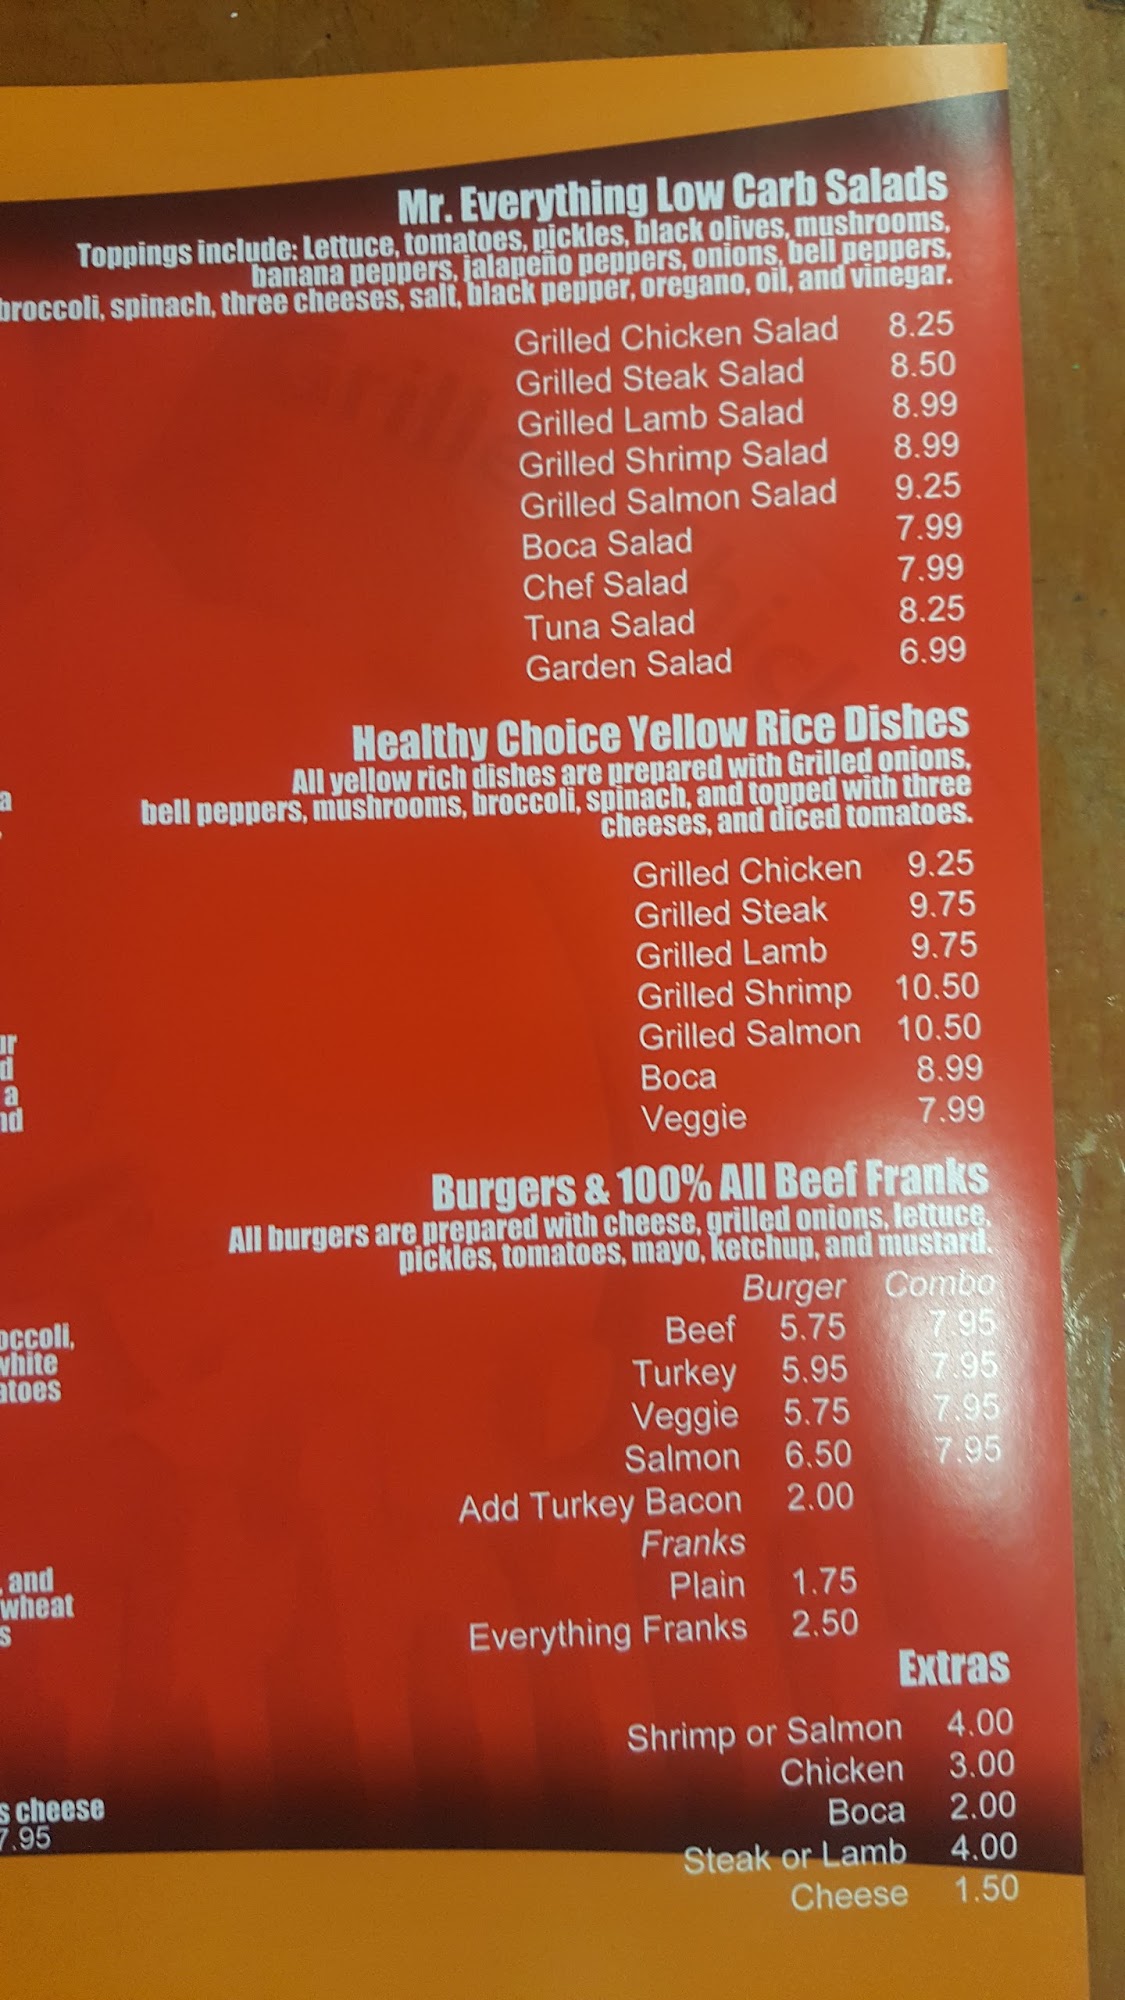 Mr. Everything Low Carb Salads
Toppings include: Lettuce, tomatoes, pickles, black olives, mushrooms,
banana peppers, jalapeño peppers, onions, bell peppers,
broccoli, spinach, three cheeses, salt, black pepper, oregano, oil, and vinegar.
Grilled Chicken Salad 8.25
Grilled Steak Salad 8.50
Grilled Lamb Salad 8.99
Grilled Shrimp Salad 8.99
Grilled Salmon Salad 9.25
Boca Salad 7.99
Chef Salad 7.99
Tuna Salad 8.25
Garden Salad 6.99
Healthy Choice Yellow Rice Dishes
All yellow rich dishes are prepared with Grilled onions,
bell peppers, mushrooms, broccoli, spinach, and topped with three
cheeses, and diced tomatoes.
Grilled Chicken 9.25
Grilled Steak 9.75
Grilled Lamb 9.75
Grilled Shrimp 10.50
Grilled Salmon 10.50
Boca 8.99
Veggie 7.99
Burgers & 100% All Beef Franks
All burgers are prepared with cheese, grilled onions, lettuce,
pickles, tomatoes, mayo, ketchup, and mustard.
Burger Combo
Beef 5.75 7.95
Turkey 5.95 7.95
Veggie 5.75 7.95
Salmon 6.50 7.95
Add Turkey Bacon 2.00
Franks
Plain 1.75
Everything Franks 2.50
Extras
Shrimp or Salmon 4.00
Chicken 3.00
Boca 2.00
Steak or Lamb 4.00
Cheese 1.50
a
d
a
occoli,
white
atoes
, and
wheat
s
s cheese
7.95